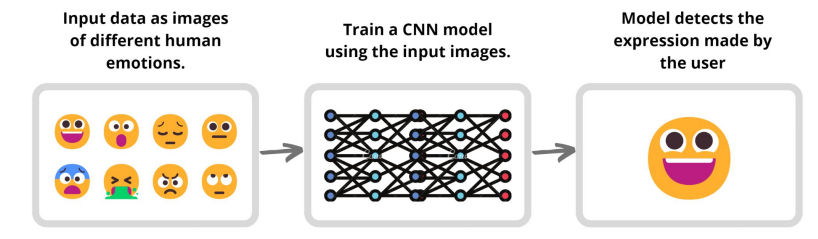 Input data as images
of different human
emotions.
Train a CNN model
using the input images.
Model detects the
expression made by
the user